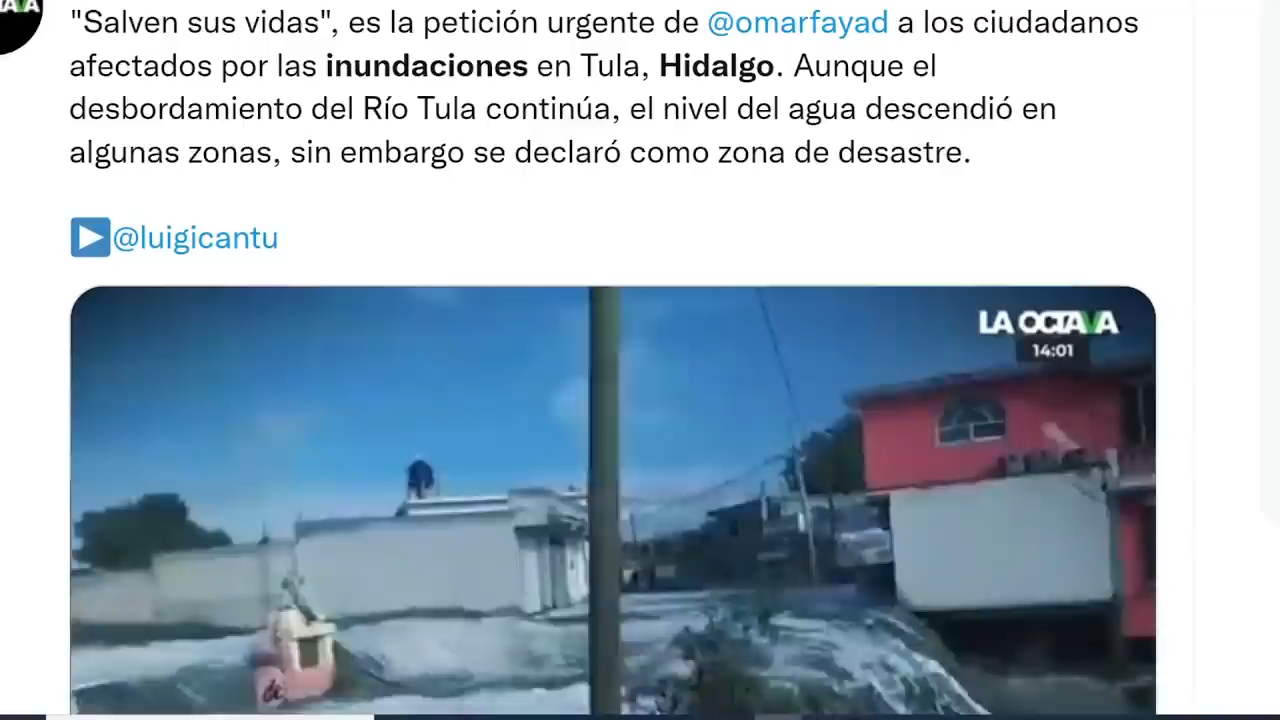 "Salven sus vidas", es la petición urgente de @omarfayad a los ciudadanos
afectados por las inundaciones en Tula, Hidalgo. Aunque el
desbordamiento del Río Tula continúa, el nivel del agua descendió en
algunas zonas, sin embargo se declaró como zona de desastre.
@luigicantu
LA OCTAVA
14:01